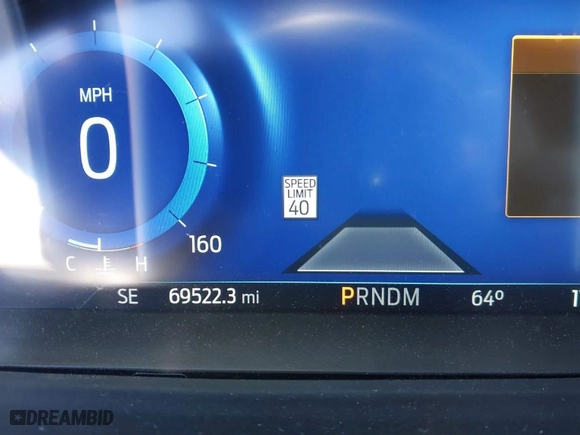 MPH
0
SPEED
LIMIT
40
160
C H
SE 69522.3 mi PRNDM 64°
DREAMBID